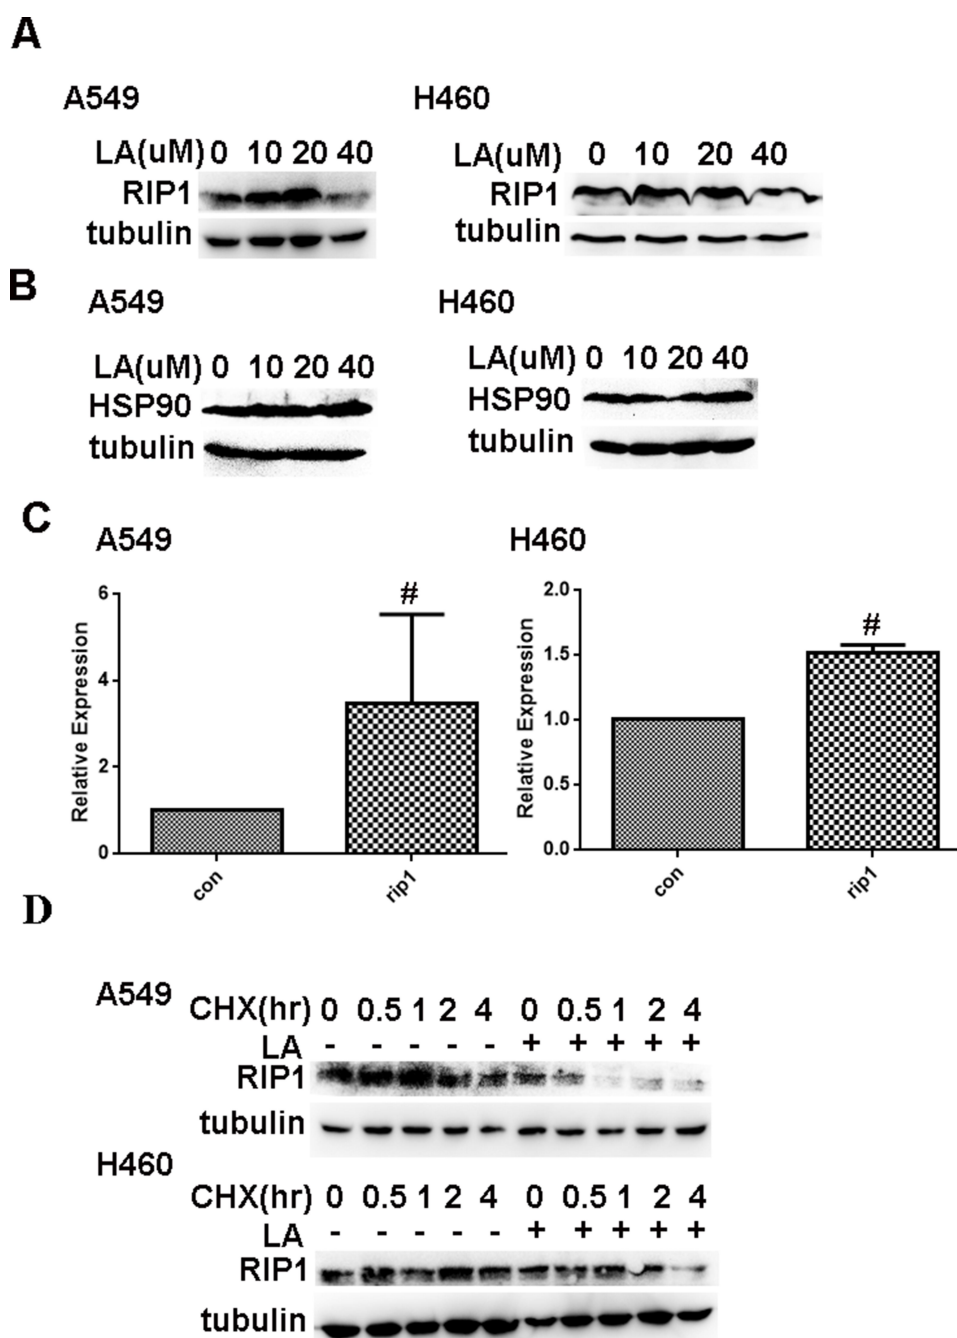 A
A549 H460
LA(uM) 0 10 20 40 LA(uM) 0 10 20 40
RIP1 RIP1
tubulin tubulin
B
A549 H460
LA(uM) 0 10 20 40 LA(uM) 0 10 20 40
HSP90 HSP90
tubulin tubulin
C
A549 H460
Relative Expression
6
4
2
0
#
con rip1
Relative Expression
2.0
1.5
1.0
0.5
0.0
#
con rip1
D
A549
CHX(hr) 0 0.5 1 2 4 0 0.5 1 2 4
LA - - - - - + + + + +
RIP1
tubulin
H460
CHX(hr) 0 0.5 1 2 4 0 0.5 1 2 4
LA - - - - - + + + + +
RIP1
tubulin